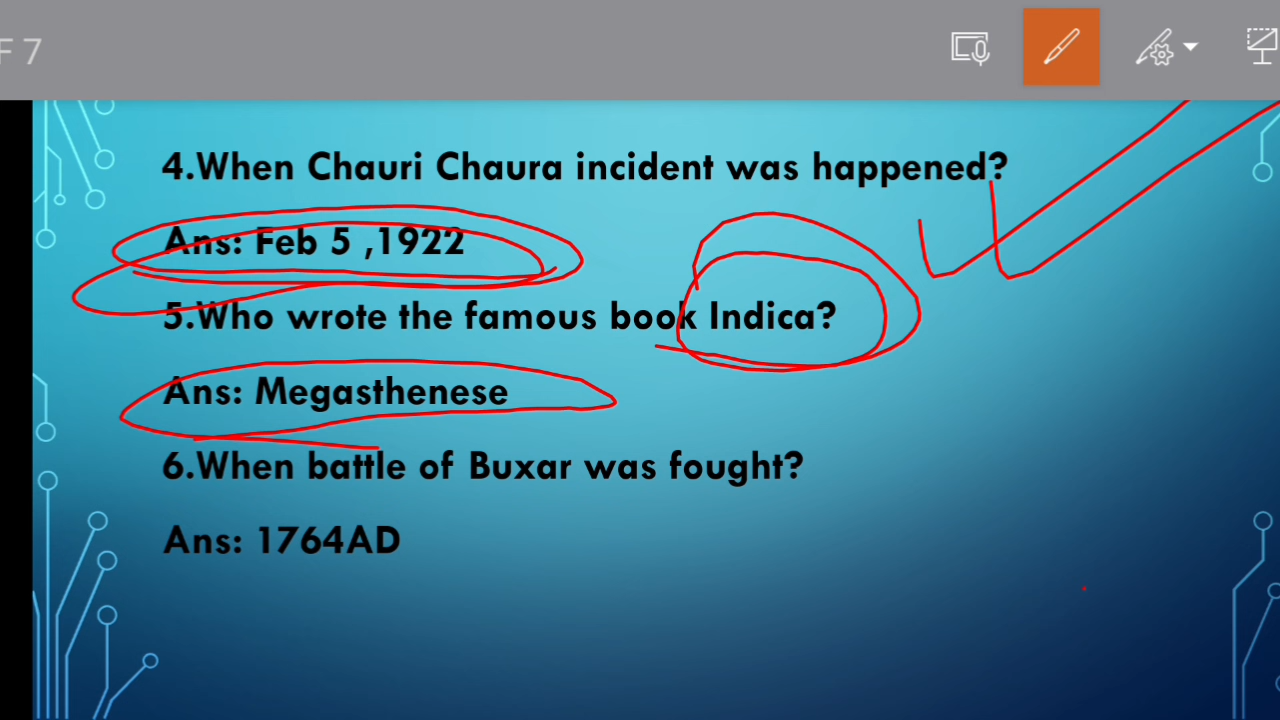 F 7
4.When Chauri Chaura incident was happened?
Ans: Feb 5 ,1922
5.Who wrote the famous book Indica?
Ans: Megasthenese
6.When battle of Buxar was fought?
Ans: 1764AD